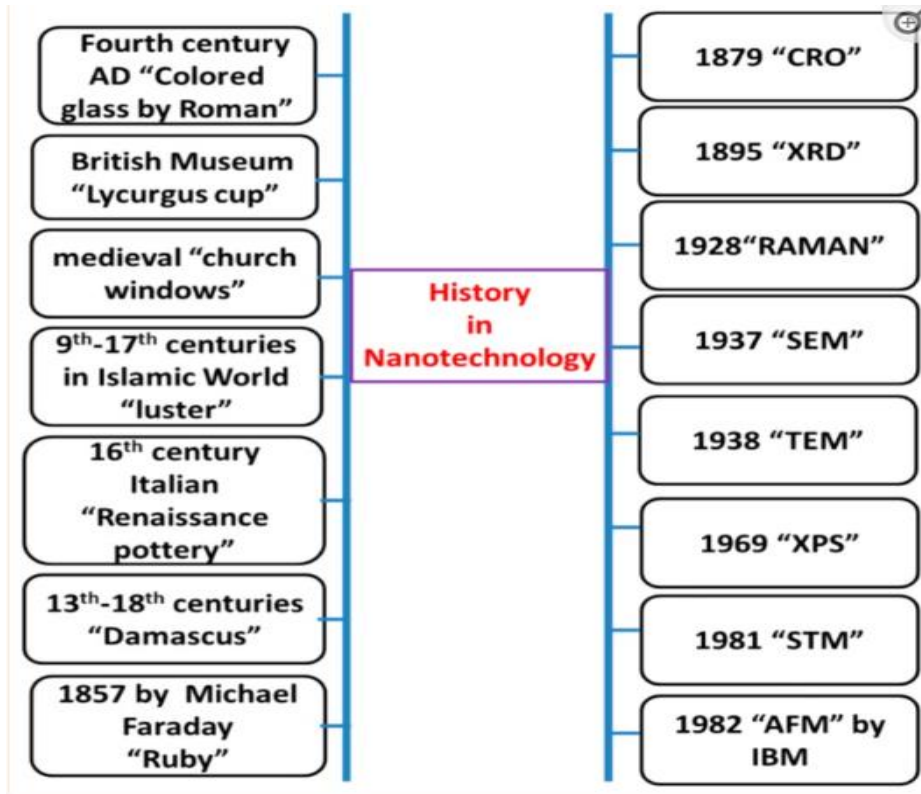 Fourth century
AD “Colored
glass by Roman”
British Museum
“Lycurgus cup”
medieval “church
windows”
9th-17th centuries
in Islamic World
“luster”
16th century
Italian
“Renaissance
pottery”
13th-18th centuries
“Damascus”
1857 by Michael
Faraday
“Ruby”
History
in
Nanotechnology
1879 “CRO”
1895 “XRD”
1928“RAMAN”
1937 “SEM”
1938 “TEM”
1969 “XPS”
1981 “STM”
1982 “AFM” by
IBM